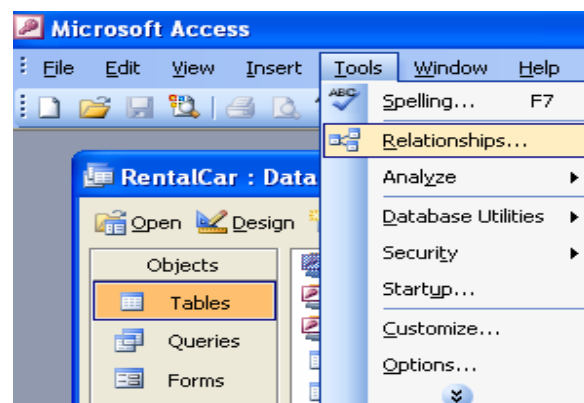 Microsoft Access
File Edit View Insert Tools Window Help
ABC Spelling... F7
Relationships...
RentalCar : Data
Analyze
Open Design
Database Utilities
Objects
Security
Tables
Startup...
Queries
Customize...
Forms
Options...